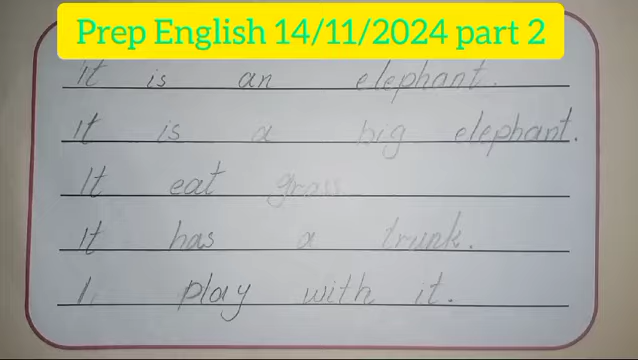 Prep English 14/11/2024 part 2
It is an elephant.
It is a big elephant.
It eat grass
It has a trunk.
I play with it.